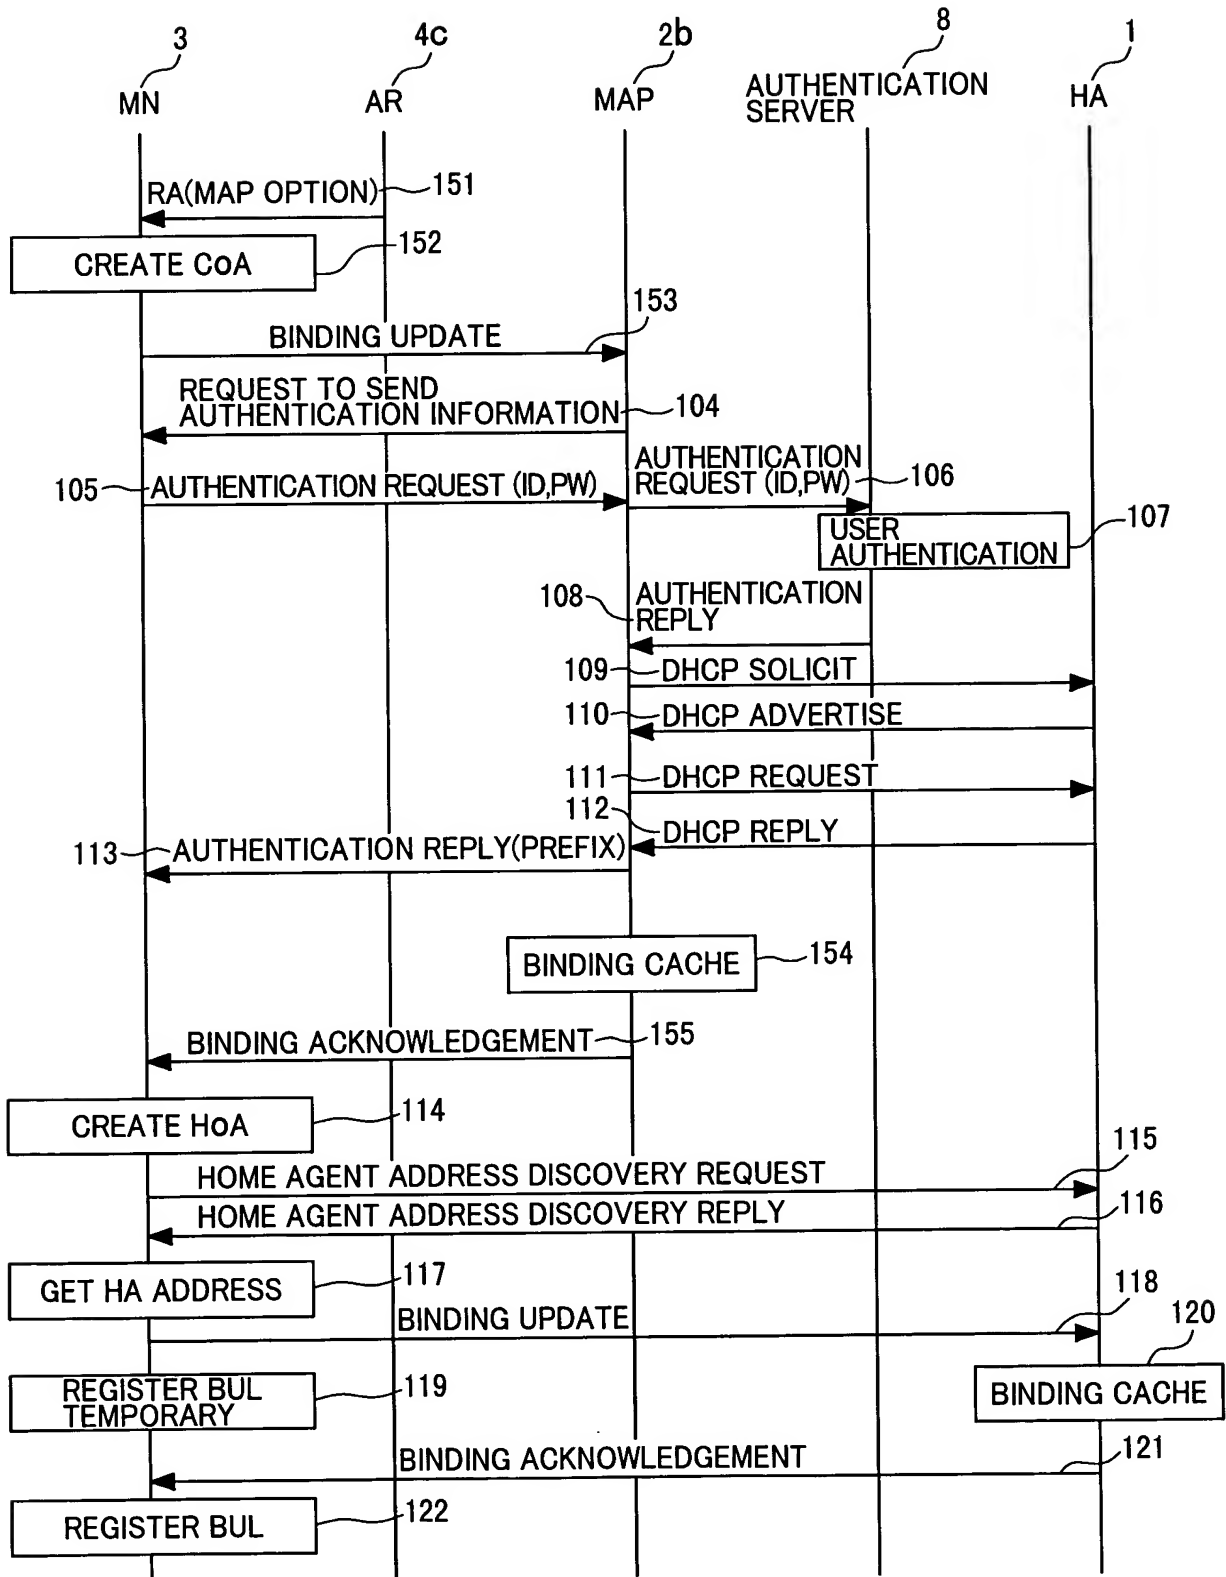 3
4c
2b
8
1
MN
AR
MAP
AUTHENTICATION
SERVER
HA
RA(MAP OPTION)
151
CREATE CoA
152
BINDING UPDATE
153
REQUEST TO SEND
AUTHENTICATION INFORMATION
104
105
AUTHENTICATION REQUEST (ID,PW)
AUTHENTICATION
REQUEST (ID,PW)
106
USER
AUTHENTICATION
107
108
AUTHENTICATION
REPLY
109
DHCP SOLICIT
110
DHCP ADVERTISE
111
DHCP REQUEST
112
DHCP REPLY
113
AUTHENTICATION REPLY(PREFIX)
BINDING CACHE
154
BINDING ACKNOWLEDGEMENT
155
CREATE HoA
114
HOME AGENT ADDRESS DISCOVERY REQUEST
115
HOME AGENT ADDRESS DISCOVERY REPLY
116
GET HA ADDRESS
117
BINDING UPDATE
118
REGISTER BUL
TEMPORARY
119
120
BINDING CACHE
BINDING ACKNOWLEDGEMENT
121
REGISTER BUL
122